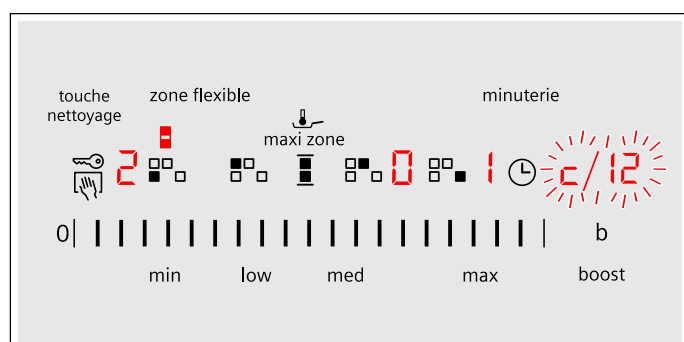 touche nettoyage
zone flexible
maxi zone
minuterie
2
0
1
c/12
0
b
min
low
med
max
boost